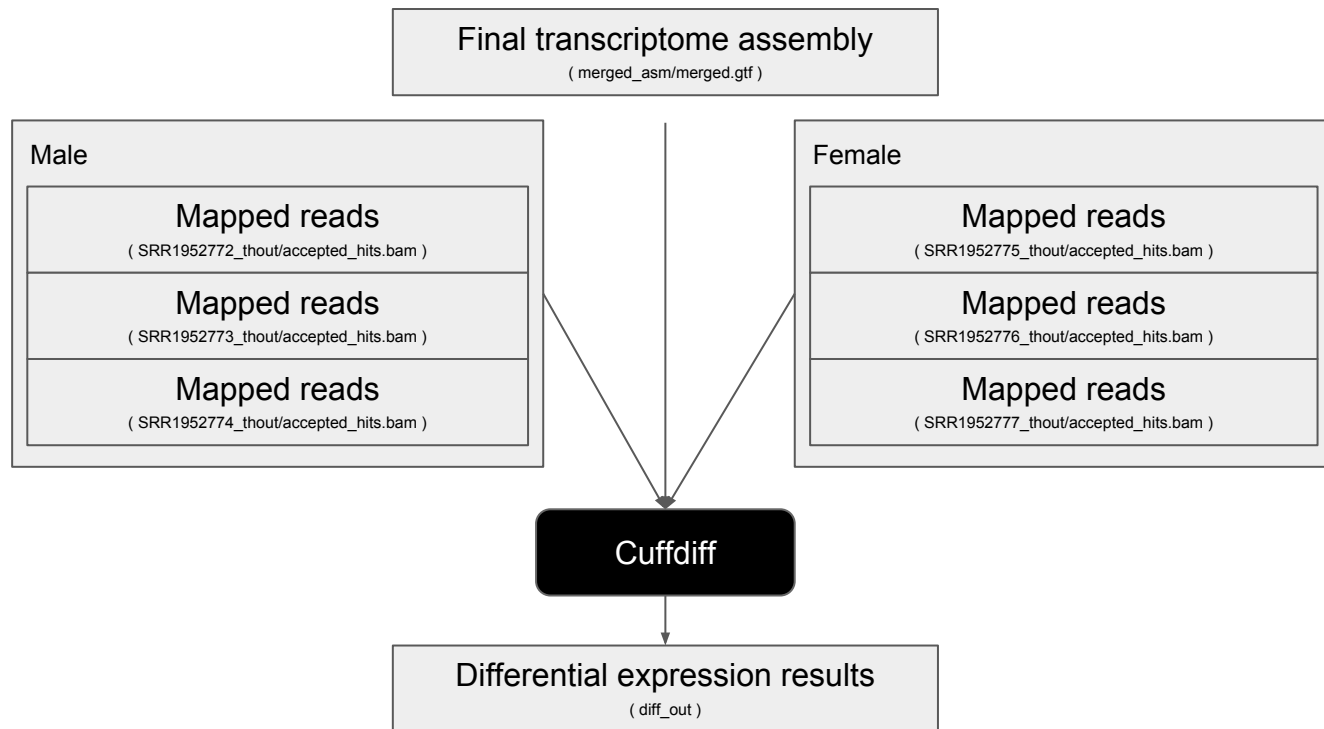 Final transcriptome assembly
( merged_asm/merged.gtf )
Male
Mapped reads
( SRR1952772_thout/accepted_hits.bam )
Mapped reads
( SRR1952773_thout/accepted_hits.bam )
Mapped reads
( SRR1952774_thout/accepted_hits.bam )
Female
Mapped reads
( SRR1952775_thout/accepted_hits.bam )
Mapped reads
( SRR1952776_thout/accepted_hits.bam )
Mapped reads
( SRR1952777_thout/accepted_hits.bam )
Cuffdiff
Differential expression results
( diff_out )